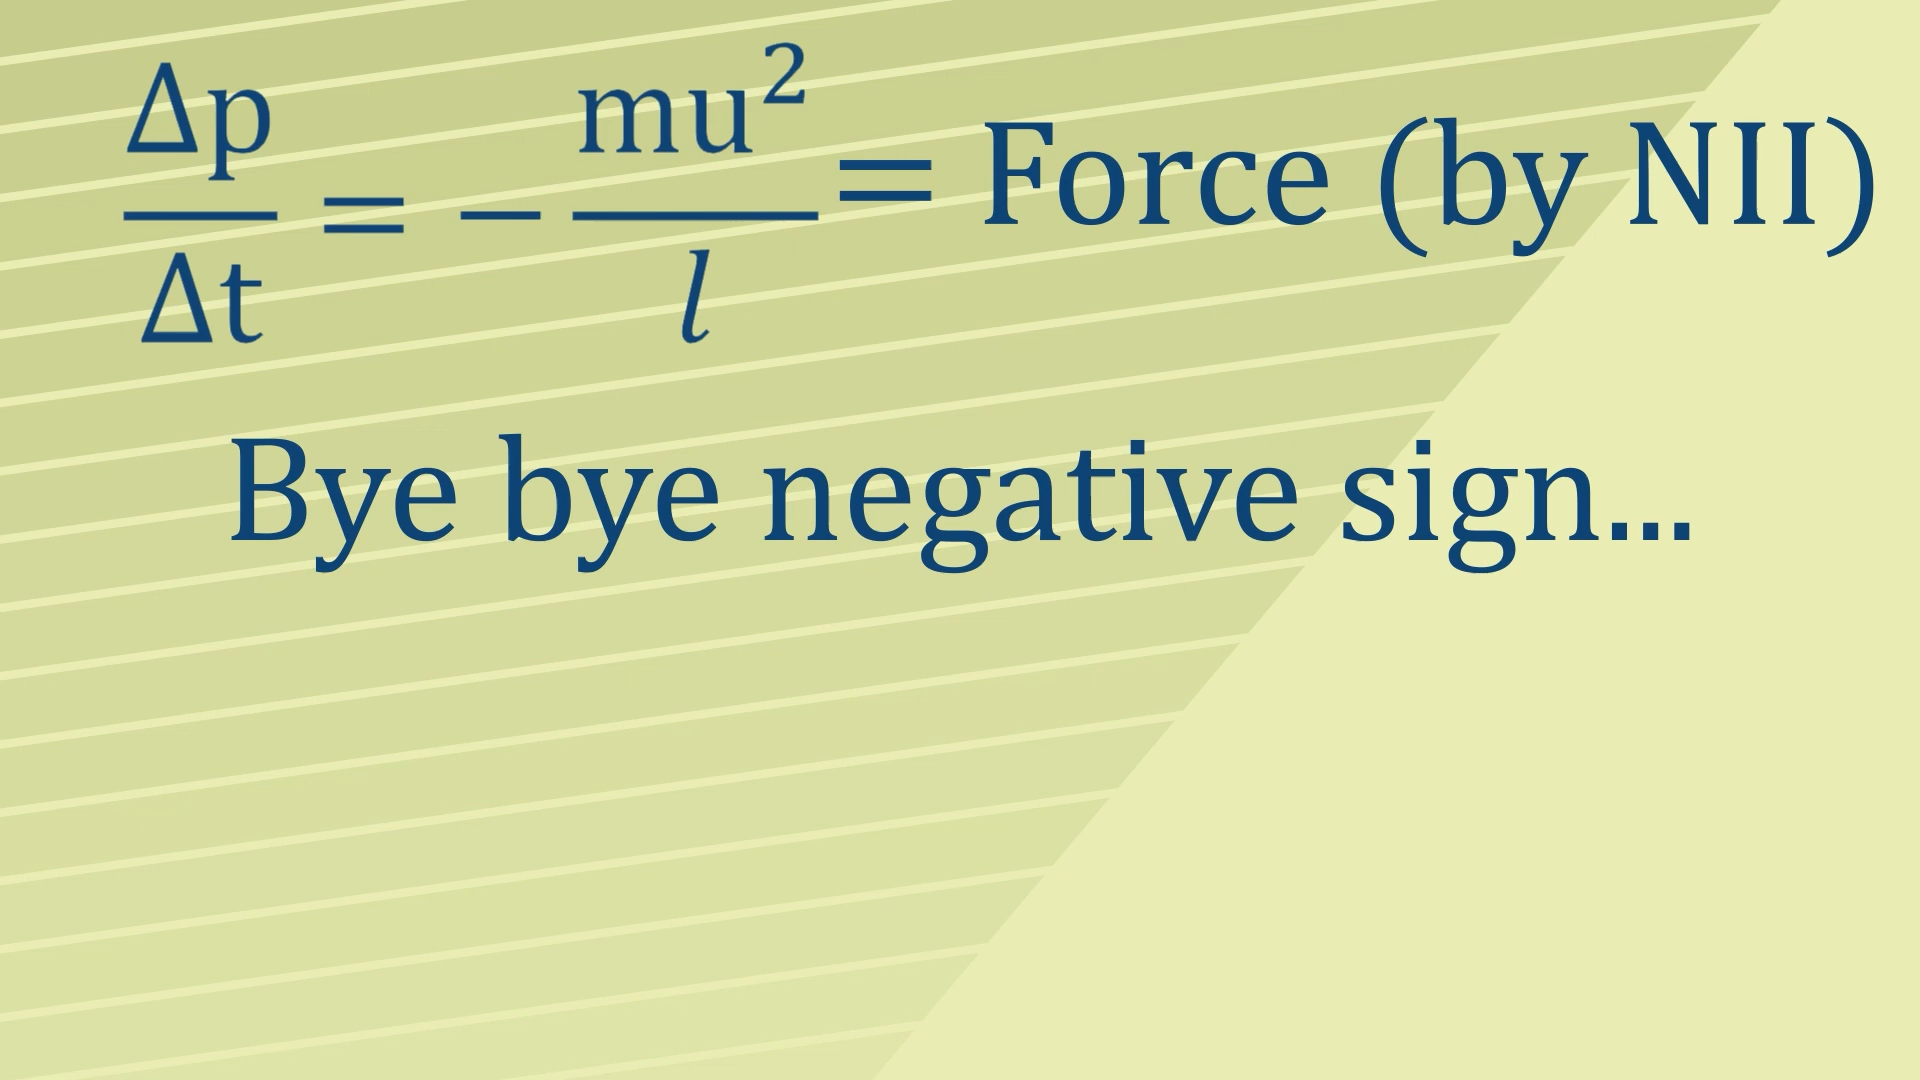 Δp/Δt = − mu²/l = Force (by NII)
Bye bye negative sign...